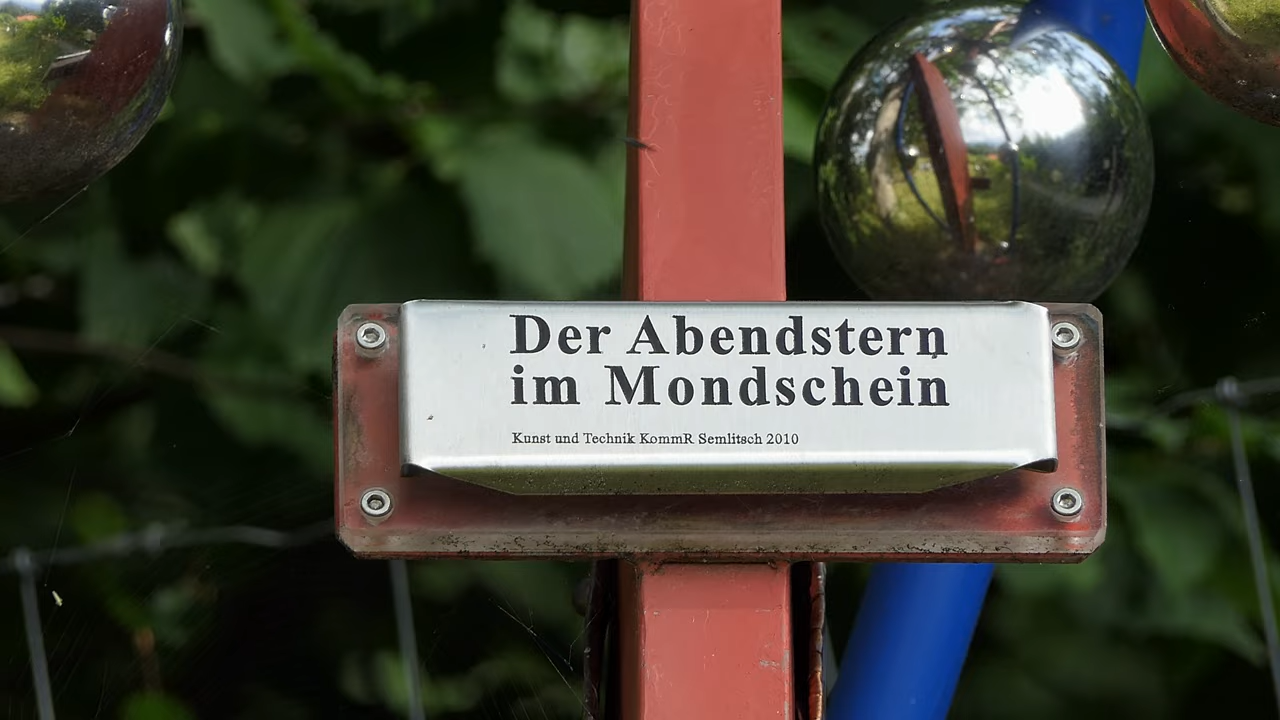 Der Abendstern
im Mondschein
Kunst und Technik KommR Semlitsch 2010